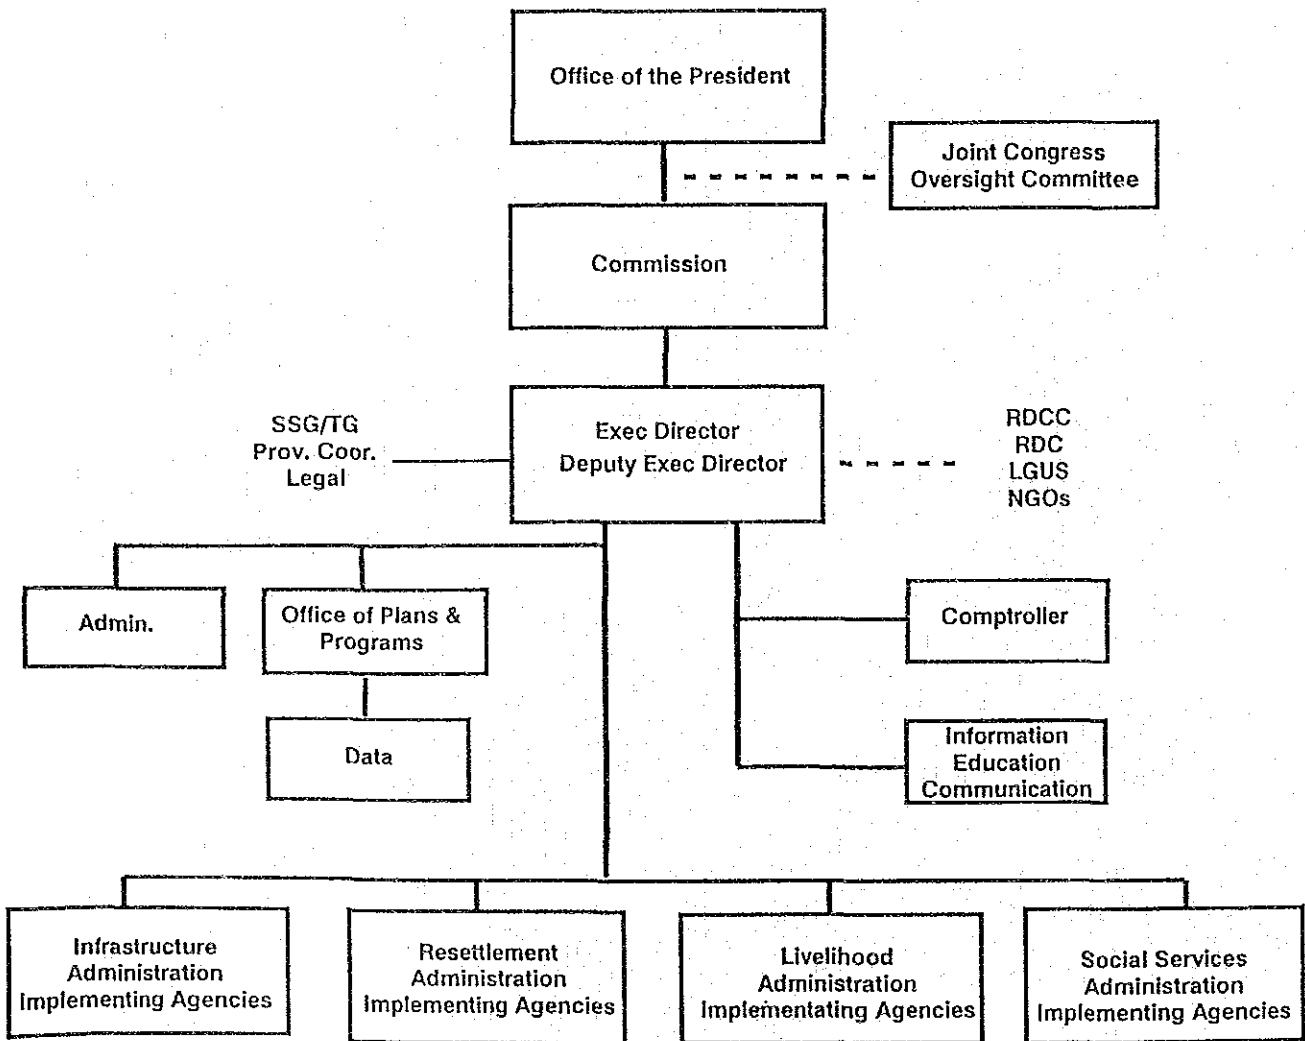 Office of the President
Joint Congress
Oversight Committee
Commission
SSG/TG
Prov. Coor.
Legal
Exec Director
Deputy Exec Director
RDCC
RDC
LGUS
NGOs
Admin.
Office of Plans &
Programs
Comptroller
Data
Information
Education
Communication
Infrastructure
Administration
Implementing Agencies
Resettlement
Administration
Implementing Agencies
Livelihood
Administration
Implementating Agencies
Social Services
Administration
Implementing Agencies